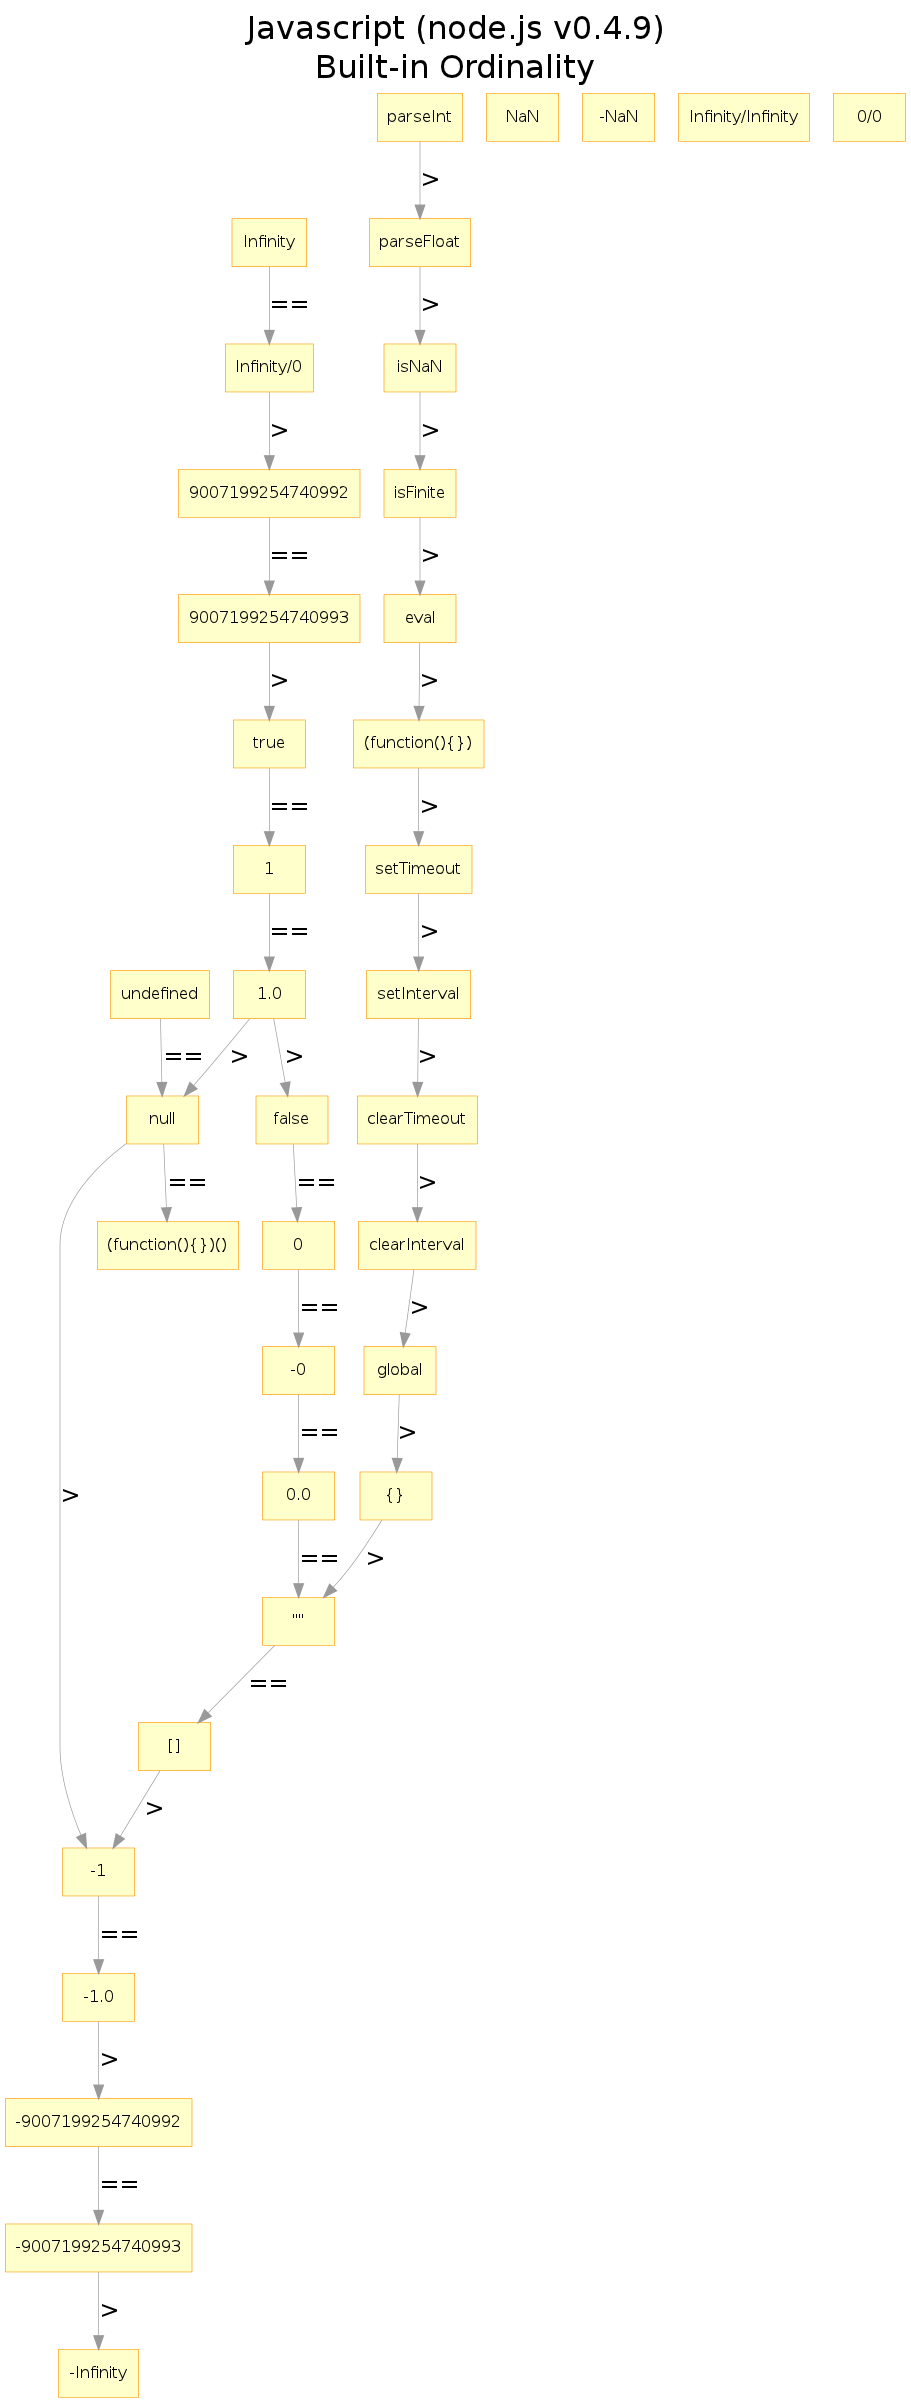 Javascript (node.js v0.4.9)
Built-in Ordinality
parseInt NaN -NaN Infinity/Infinity 0/0
>
Infinity parseFloat
== >
Infinity/0 isNaN
> >
9007199254740992 isFinite
== >
9007199254740993 eval
> >
true (function(){})
== >
1 setTimeout
== >
undefined 1.0 setInterval
== > > >
null false clearTimeout
== == >
(function(){})() 0 clearInterval
== >
-0 global
== >
> 0.0 {}
== >
""
==
[]
>
-1
==
-1.0
>
-9007199254740992
==
-9007199254740993
>
-Infinity